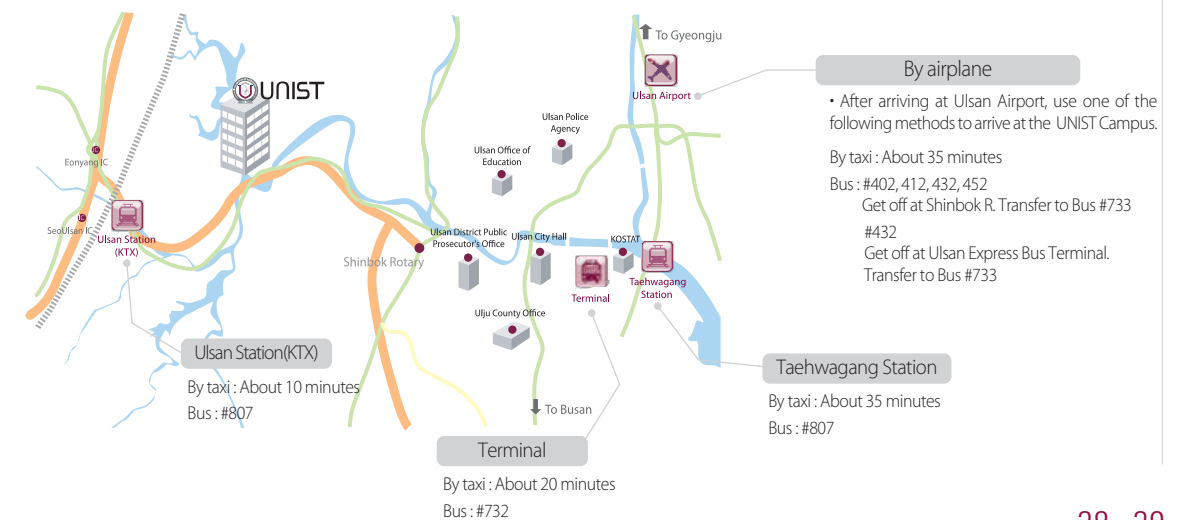 To Gyeongju
Ulsan Airport
By airplane
• After arriving at Ulsan Airport, use one of the
following methods to arrive at the UNIST Campus.
By taxi : About 35 minutes
Bus : #402, 412, 432, 452
Get off at Shinbok R. Transfer to Bus #733
#432
Get off at Ulsan Express Bus Terminal.
Transfer to Bus #733
UNIST
Ulsan Police
Agency
Ulsan Office of
Education
IC
Eonyang IC
IC
SeoUlsan IC
Ulsan Station
(KTX)
Shinbok Rotary
Ulsan District Public
Prosecutor's Office
Ulsan City Hall
KOSTAT
Terminal
Taehwagang
Station
Ulju County Office
To Busan
Ulsan Station(KTX)
By taxi : About 10 minutes
Bus : #807
Terminal
By taxi : About 20 minutes
Bus : #732
Taehwagang Station
By taxi : About 35 minutes
Bus : #807